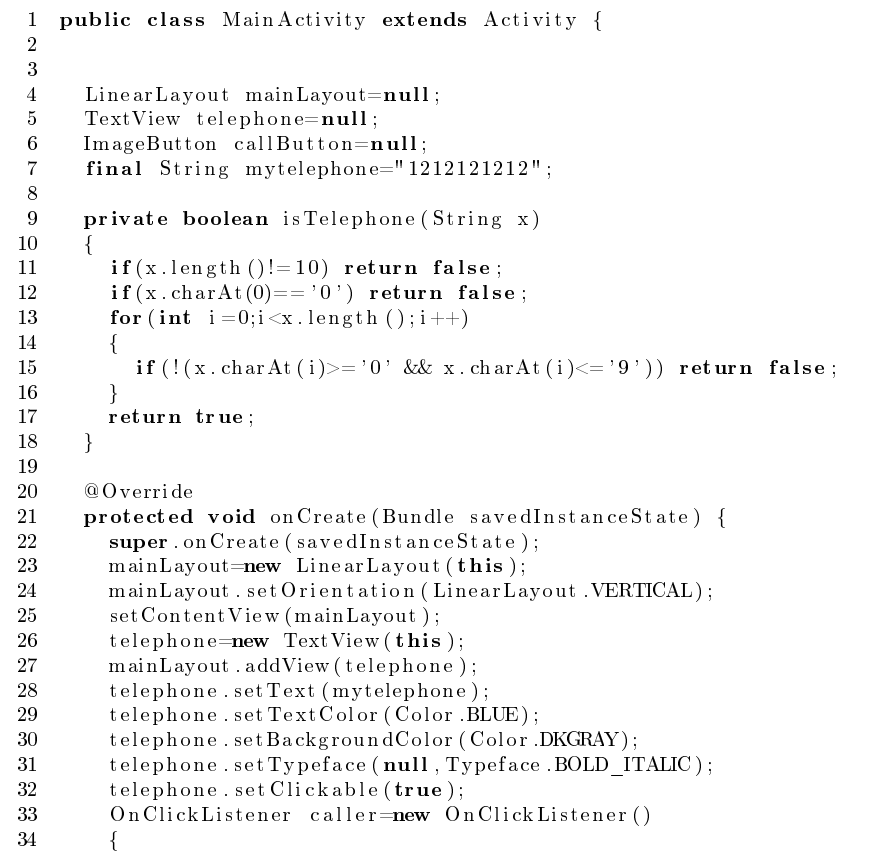 1 public class MainActivity extends Activity {
2
3
4 LinearLayout mainLayout=null;
5 TextView telephone=null;
6 ImageButton callButton=null;
7 final String mytelephone="1212121212";
8
9 private boolean isTelephone(String x)
10 {
11 if(x.length()!=10) return false;
12 if(x.charAt(0)=='0') return false;
13 for(int i=0;i<x.length();i++)
14 {
15 if(!(x.charAt(i)>='0' && x.charAt(i)<='9')) return false;
16 }
17 return true;
18 }
19
20 @Override
21 protected void onCreate(Bundle savedInstanceState) {
22 super.onCreate(savedInstanceState);
23 mainLayout=new LinearLayout(this);
24 mainLayout.setOrientation(LinearLayout.VERTICAL);
25 setContentView(mainLayout);
26 telephone=new TextView(this);
27 mainLayout.addView(telephone);
28 telephone.setText(mytelephone);
29 telephone.setTextColor(Color.BLUE);
30 telephone.setBackgroundColor(Color.DKGRAY);
31 telephone.setTypeface(null,Typeface.BOLD_ITALIC);
32 telephone.setClickable(true);
33 OnClickListener caller=new OnClickListener()
34 {